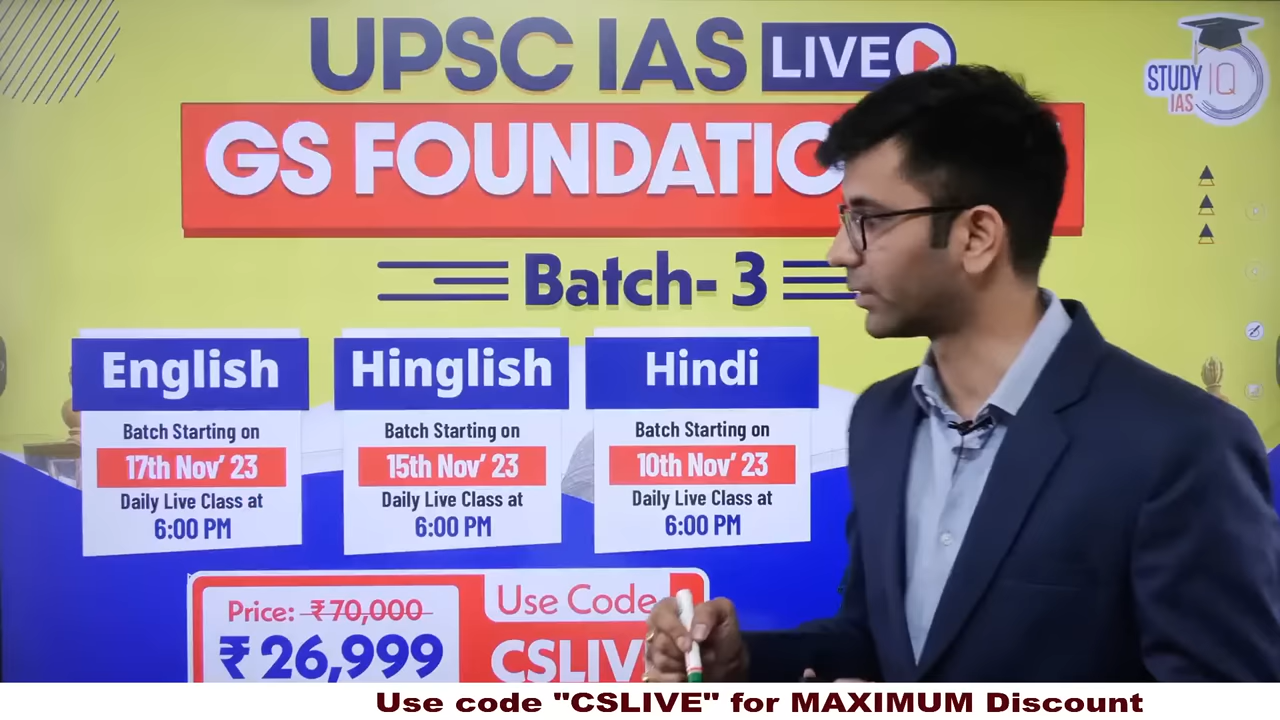 UPSC IAS LIVE
STUDY IQ
IAS
GS FOUNDATIO
Batch- 3
English
Batch Starting on
17th Nov' 23
Daily Live Class at
6:00 PM
Hinglish
Batch Starting on
15th Nov' 23
Daily Live Class at
6:00 PM
Hindi
Batch Starting on
10th Nov' 23
Daily Live Class at
6:00 PM
Price: ₹70,000
₹26,999
Use Code
CSLIV
Use code "CSLIVE" for MAXIMUM Discount